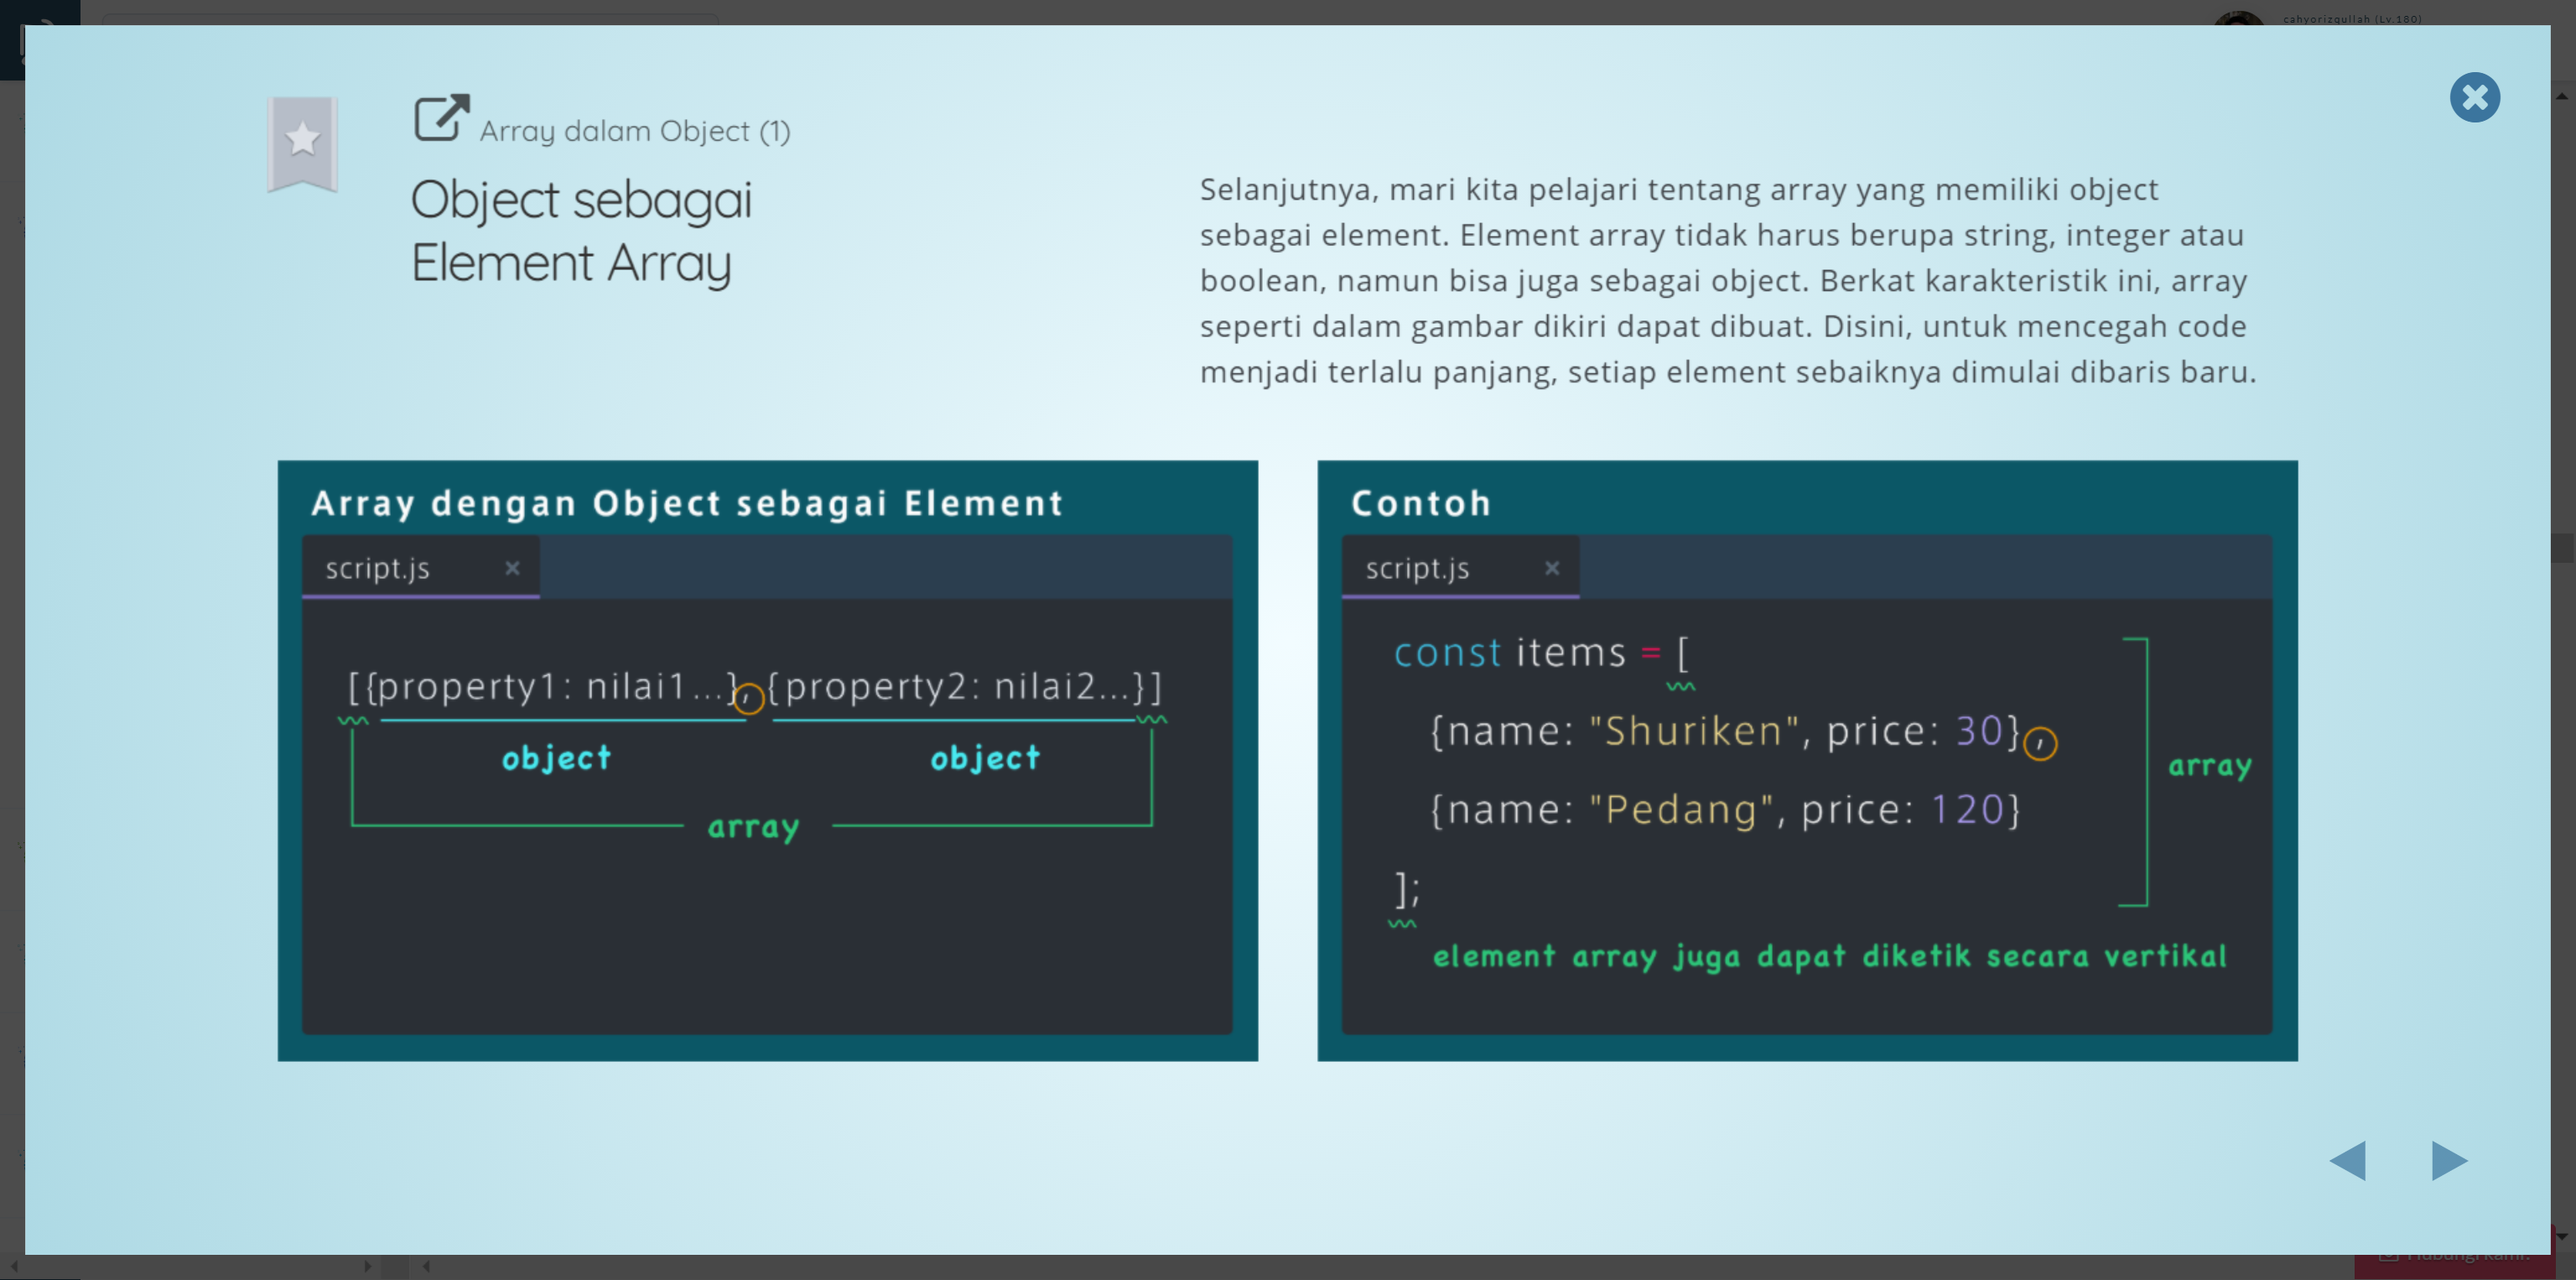 cahyorizqullah (Lv.180)
Array dalam Object (1)
Object sebagai
Element Array
Selanjutnya, mari kita pelajari tentang array yang memiliki object
sebagai element. Element array tidak harus berupa string, integer atau
boolean, namun bisa juga sebagai object. Berkat karakteristik ini, array
seperti dalam gambar dikiri dapat dibuat. Disini, untuk mencegah code
menjadi terlalu panjang, setiap element sebaiknya dimulai dibaris baru.
Array dengan Object sebagai Element
script.js ×
[{property1: nilai1...}, {property2: nilai2...}]
object object
array
Contoh
script.js ×
const items = [
{name: "Shuriken", price: 30},
{name: "Pedang", price: 120}
];
array
element array juga dapat diketik secara vertikal
Hubungi kami.